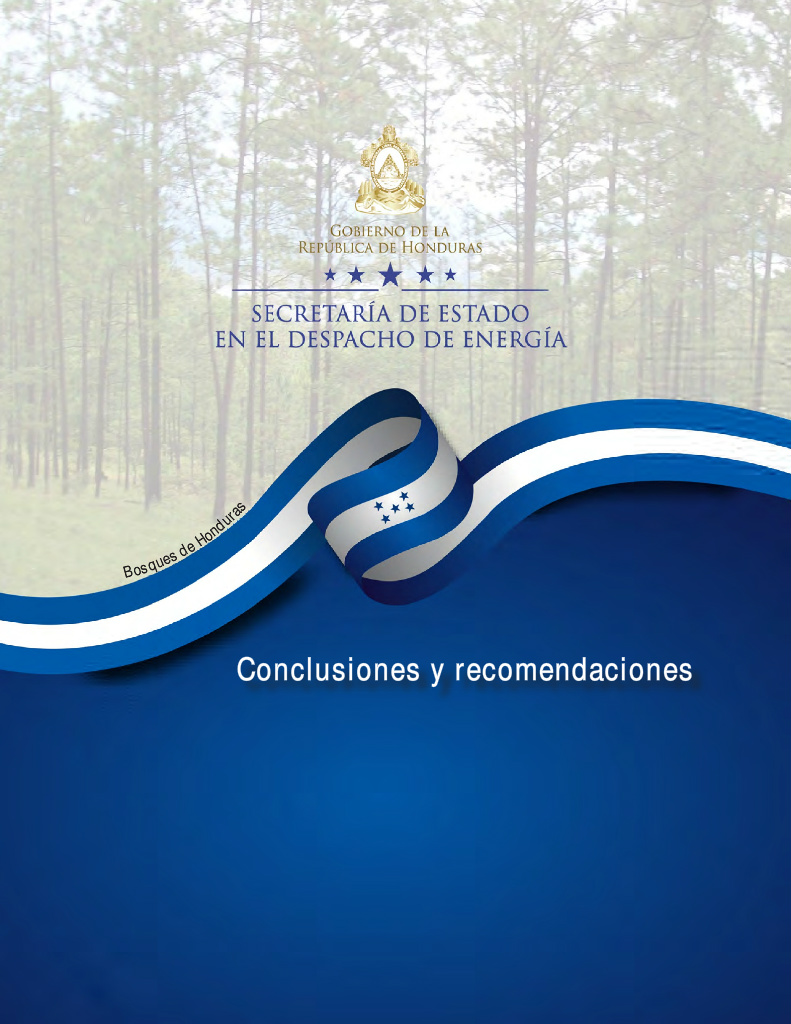 GOBIERNO DE LA
REPÚBLICA DE HONDURAS
SECRETARÍA DE ESTADO
EN EL DESPACHO DE ENERGÍA
Bosques de Honduras
Conclusiones y recomendaciones